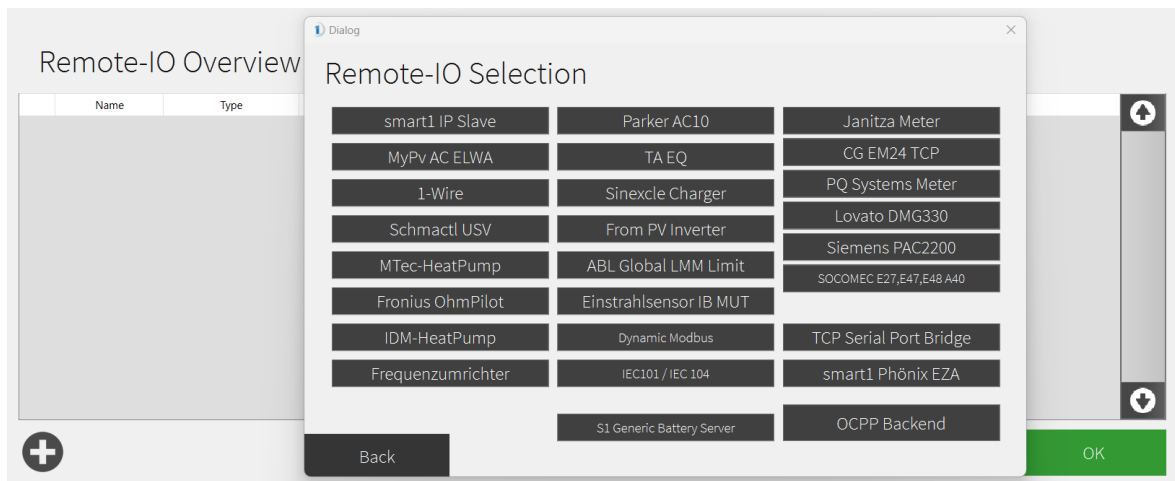 Remote-IO Overview
Name
Type
Dialog
Remote-IO Selection
smart1 IP Slave
MyPv AC ELWA
1-Wire
Schmactl USV
MTec-HeatPump
Fronius OhmPilot
IDM-HeatPump
Frequenzumrichter
Parker AC10
TA EQ
Sinexcle Charger
From PV Inverter
ABL Global LMM Limit
Einstrahlsensor IB MUT
Dynamic Modbus
IEC101 / IEC 104
S1 Generic Battery Server
Janitza Meter
CG EM24 TCP
PQ Systems Meter
Lovato DMG330
Siemens PAC2200
SOCOMEC E27,E47,E48 A40
TCP Serial Port Bridge
smart1 Phönix EZA
OCPP Backend
Back
OK